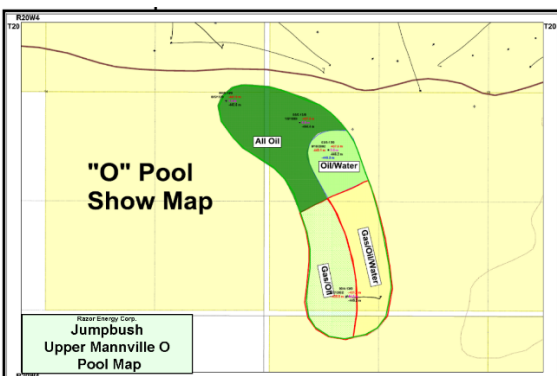 R20W4
T20
T20
All Oil
Oil/Water
"O" Pool
Show Map
Gas/Oil
Gas/Oil/Water
Razor Energy Corp.
Jumpbush
Upper Mannville O
Pool Map